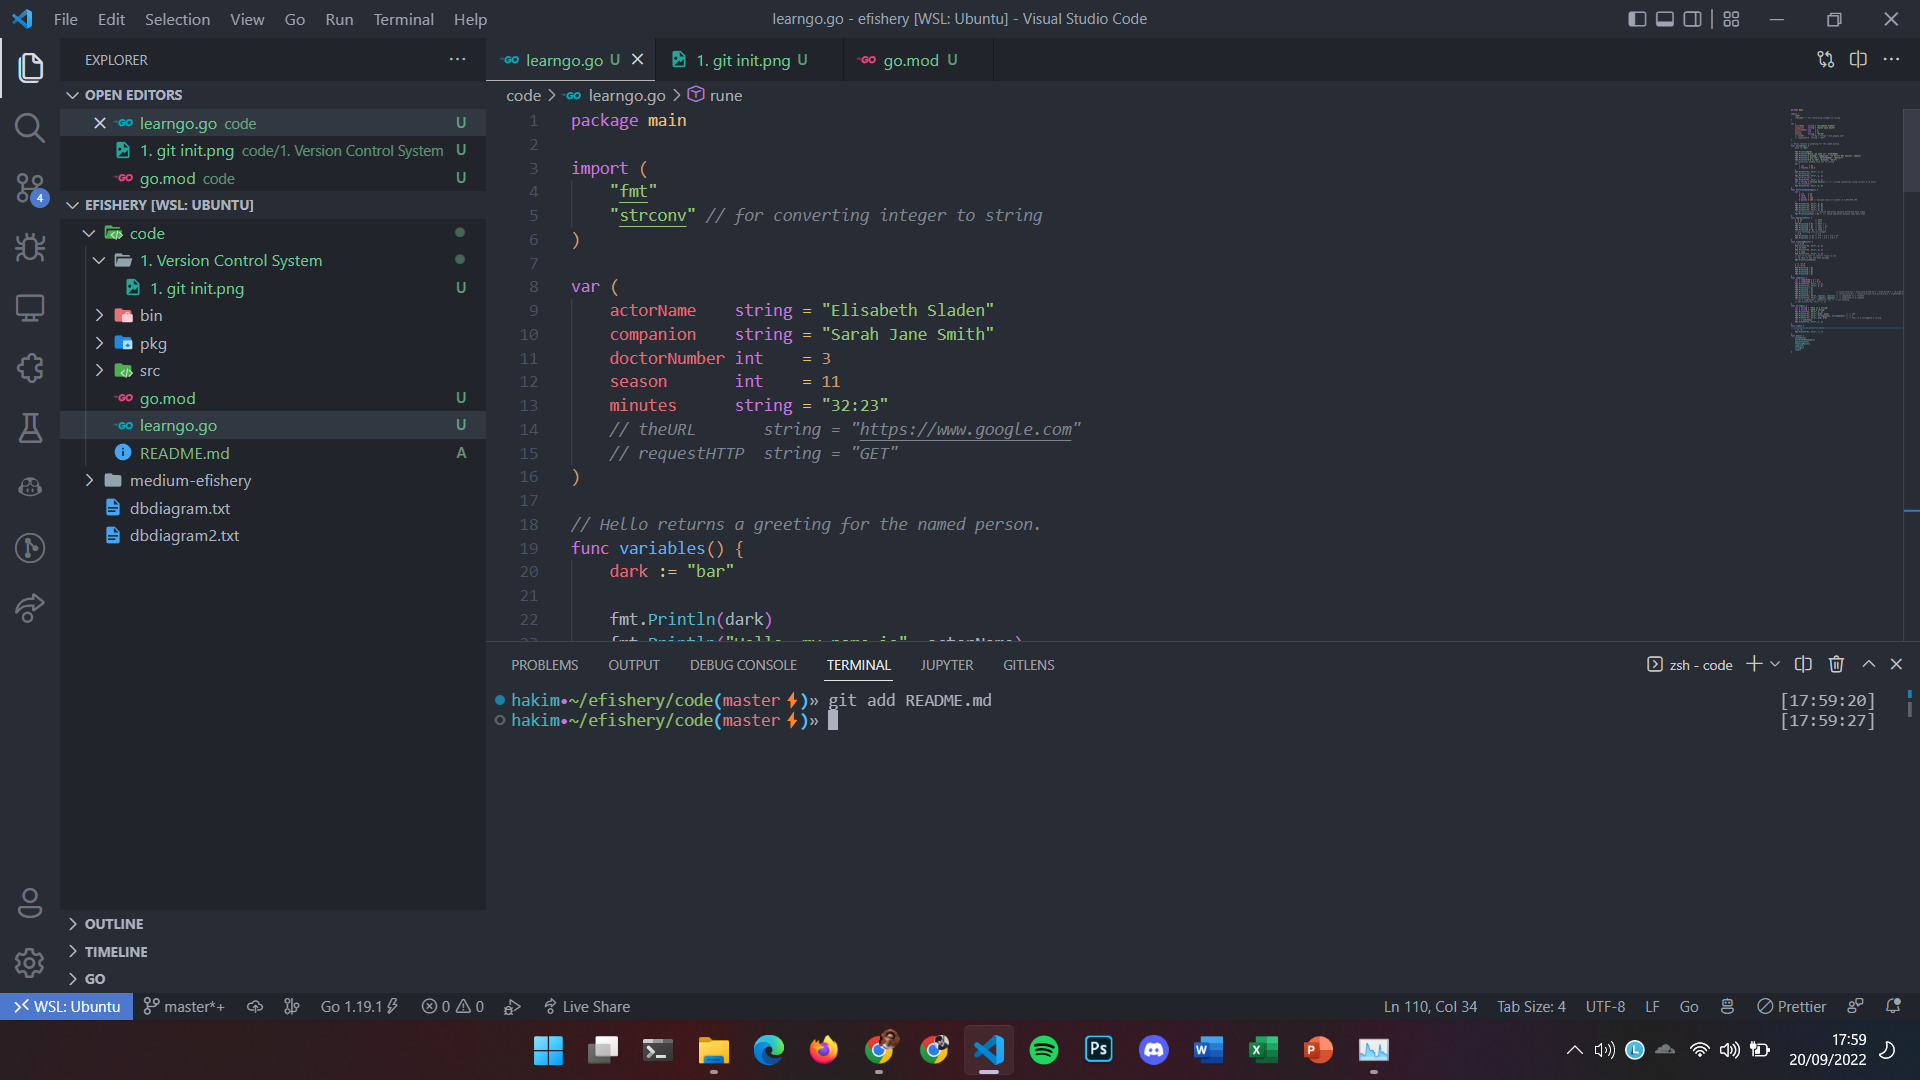 File Edit Selection View Go Run Terminal Help
learngo.go - efishery [WSL: Ubuntu] - Visual Studio Code
EXPLORER
OPEN EDITORS
learngo.go code U
1. git init.png code/1. Version Control System U
go.mod code U
EFISHERY [WSL: UBUNTU]
code
1. Version Control System
1. git init.png U
bin
pkg
src
go.mod U
learngo.go U
README.md A
medium-efishery
dbdiagram.txt
dbdiagram2.txt
OUTLINE
TIMELINE
GO
4
learngo.go U
1. git init.png U
go.mod U
code > learngo.go > rune
1 package main
2
3 import (
4 "fmt"
5 "strconv" // for converting integer to string
6 )
7
8 var (
9 actorName string = "Elisabeth Sladen"
10 companion string = "Sarah Jane Smith"
11 doctorNumber int = 3
12 season int = 11
13 minutes string = "32:23"
14 // theURL string = "https://www.google.com"
15 // requestHTTP string = "GET"
16 )
17
18 // Hello returns a greeting for the named person.
19 func variables() {
20 dark := "bar"
21
22 fmt.Println(dark)
PROBLEMS OUTPUT DEBUG CONSOLE TERMINAL JUPYTER GITLENS
zsh - code
hakim•~/efishery/code(master⚡)» git add README.md [17:59:20]
hakim•~/efishery/code(master⚡)» [17:59:27]
WSL: Ubuntu master*+ Go 1.19.1 0 0 Live Share
Ln 110, Col 34 Tab Size: 4 UTF-8 LF Go Prettier
17:59
20/09/2022